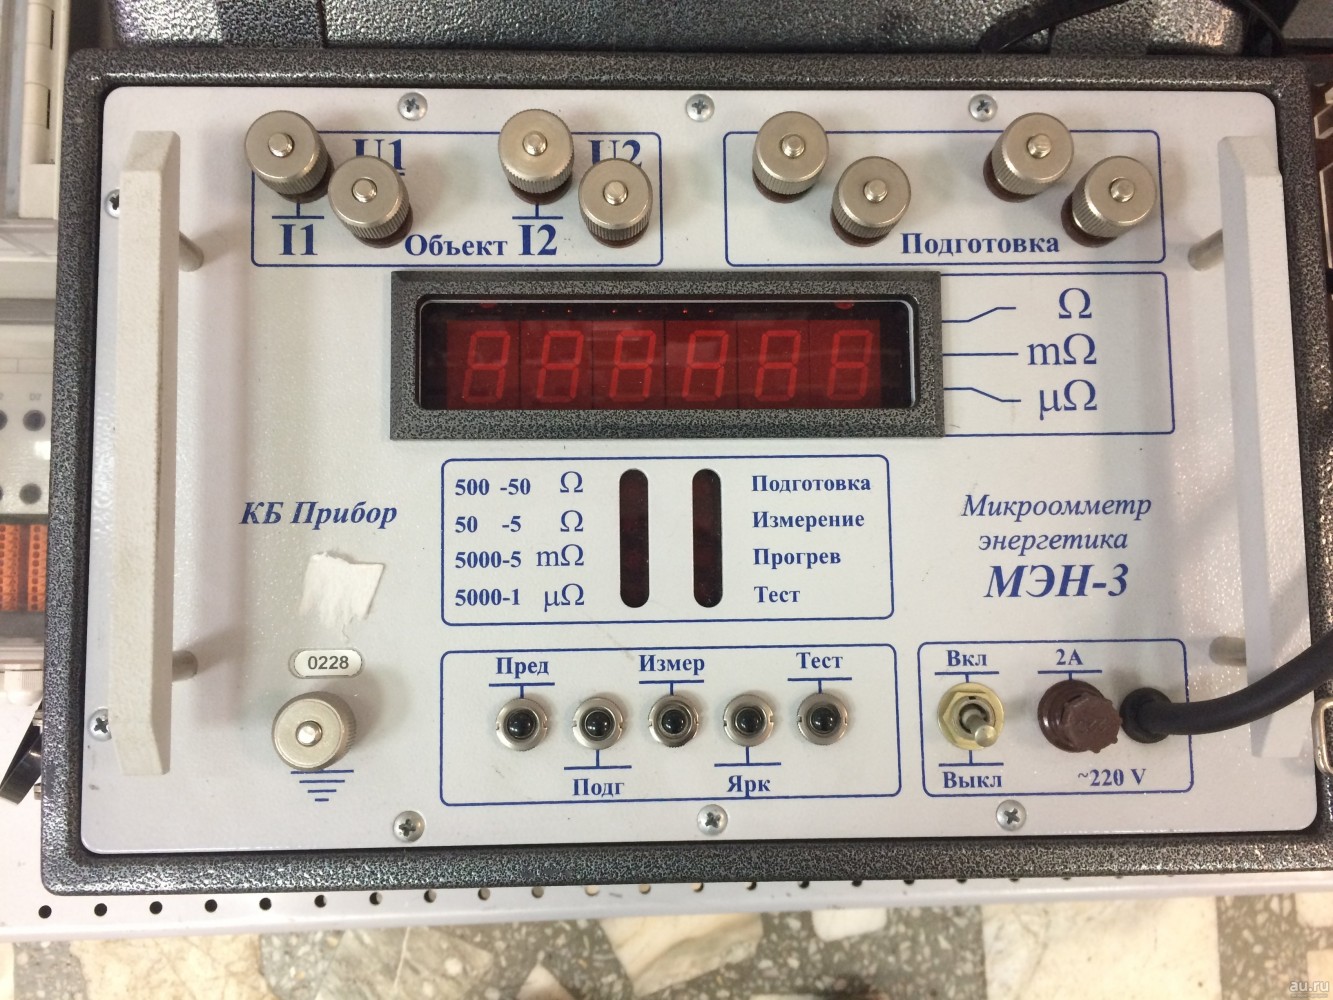 U1 U2
I1 Объект I2
Подготовка
Ω
mΩ
μΩ
500 -50 Ω
50 -5 Ω
5000-5 mΩ
5000-1 μΩ
Подготовка
Измерение
Прогрев
Тест
КБ Прибор
Микроомметр
энергетика
МЭН-3
0228
Пред Измер Тест
Подг Ярк
Вкл 2А
Выкл ~220 V
au.ru